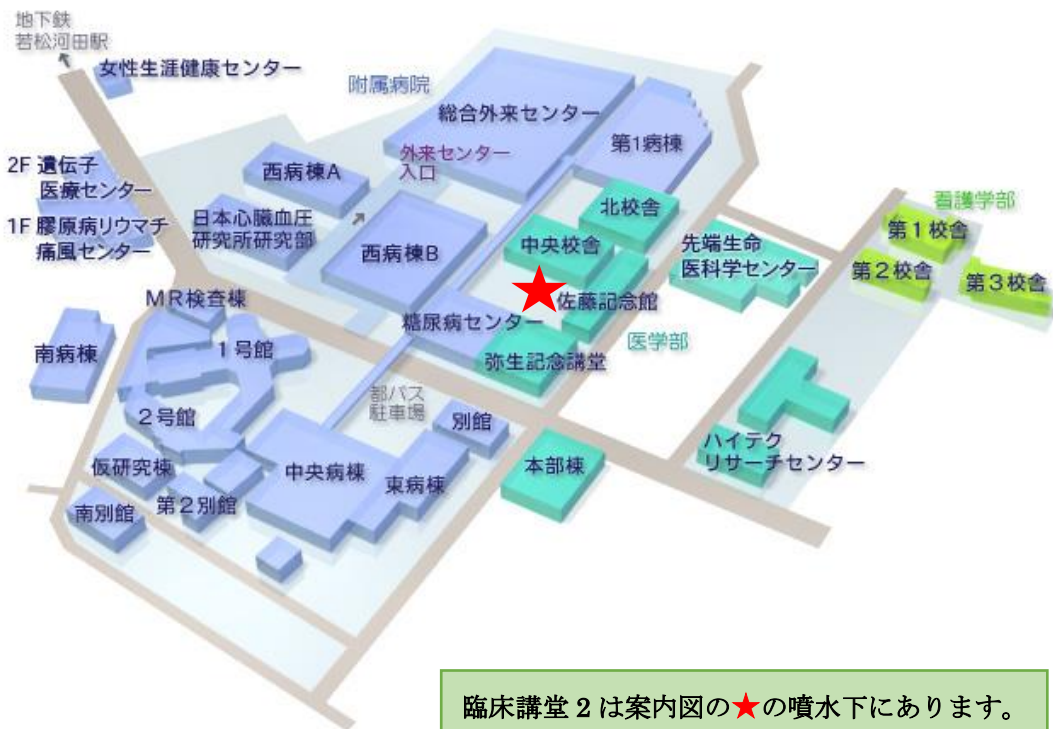 地下鉄
若松河田駅
女性生涯健康センター
附属病院
総合外来センター
第1病棟
外来センター
入口
2F 遺伝子
医療センター
西病棟A
1F 膠原病リウマチ
痛風センター
日本心臓血圧
研究所研究部
西病棟B
北校舎
中央校舎
先端生命
医科学センター
看護学部
第1校舎
第2校舎
第3校舎
★
佐藤記念館
MR検査棟
糖尿病センター
医学部
弥生記念講堂
南病棟
1号館
都バス
駐車場
2号館
別館
ハイテク
リサーチセンター
本部棟
仮研究棟
中央病棟
東病棟
第2別館
南別館
臨床講堂 2 は案内図の★の噴水下にあります。